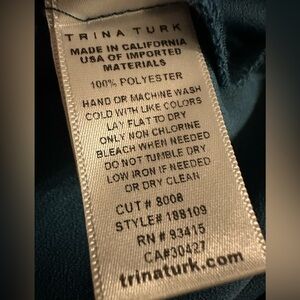 TRINA TURK
MADE IN CALIFORNIA
USA OF IMPORTED
MATERIALS
100% POLYESTER
HAND OR MACHINE WASH
COLD WITH LIKE COLORS
LAY FLAT TO DRY
ONLY NON CHLORINE
BLEACH WHEN NEEDED
DO NOT TUMBLE DRY
LOW IRON IF NEEDED
OR DRY CLEAN
CUT# 8008
STYLE# 188109
RN# 93415
CA#30427
trinaturk.com